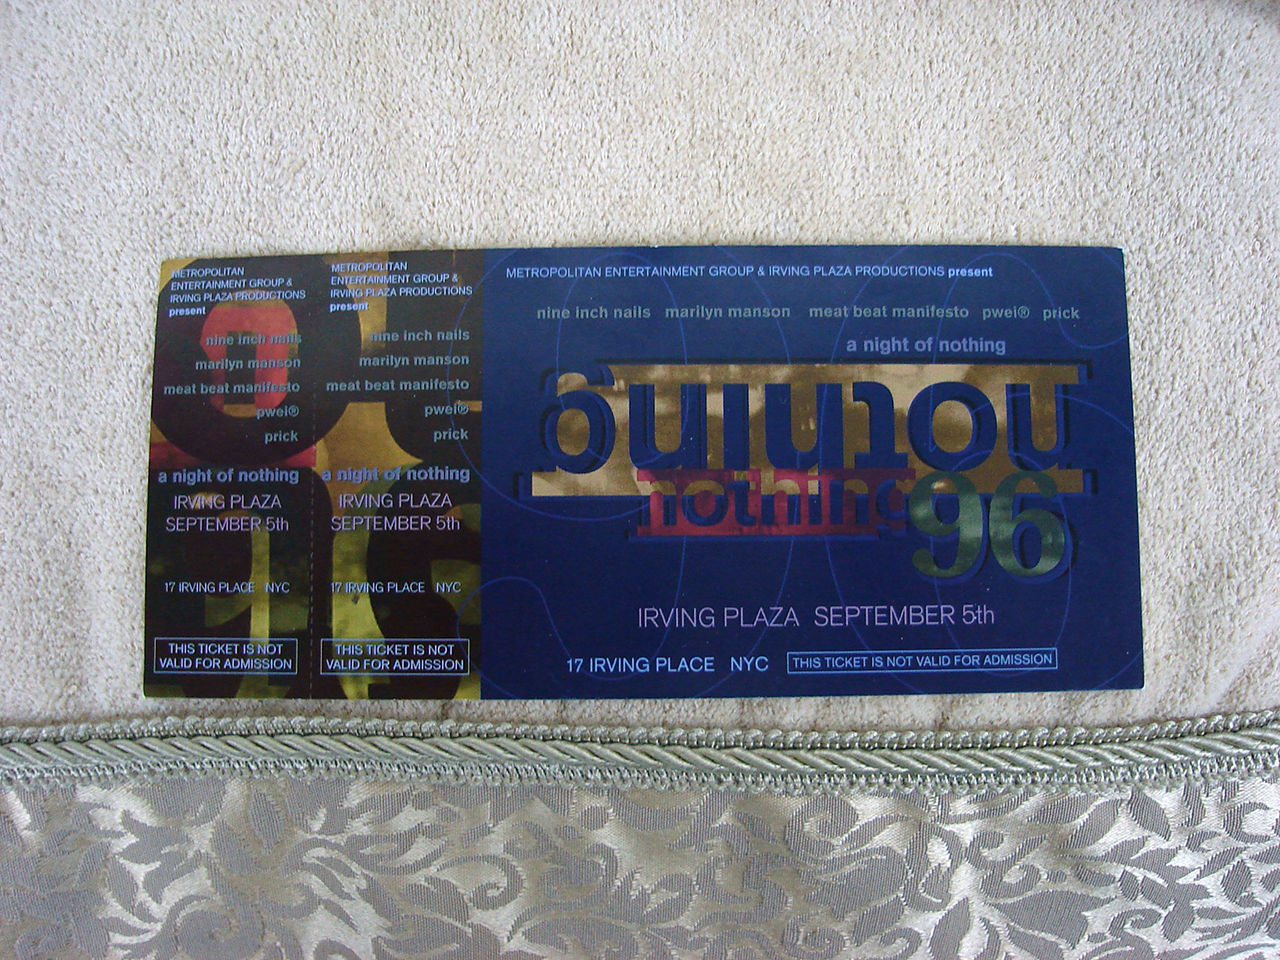 METROPOLITAN
ENTERTAINMENT GROUP &
IRVING PLAZA PRODUCTIONS
present
nine inch nails
marilyn manson
meat beat manifesto
pwei®
prick
a night of nothing
IRVING PLAZA
SEPTEMBER 5th
17 IRVING PLACE NYC
THIS TICKET IS NOT
VALID FOR ADMISSION
METROPOLITAN
ENTERTAINMENT GROUP &
IRVING PLAZA PRODUCTIONS
present
nine inch nails
marilyn manson
meat beat manifesto
pwei®
prick
a night of nothing
IRVING PLAZA
SEPTEMBER 5th
17 IRVING PLACE NYC
THIS TICKET IS NOT
VALID FOR ADMISSION
METROPOLITAN ENTERTAINMENT GROUP & IRVING PLAZA PRODUCTIONS present
nine inch nails marilyn manson meat beat manifesto pwei® prick
a night of nothing
nothing
nothing
96
IRVING PLAZA SEPTEMBER 5th
17 IRVING PLACE NYC THIS TICKET IS NOT VALID FOR ADMISSION